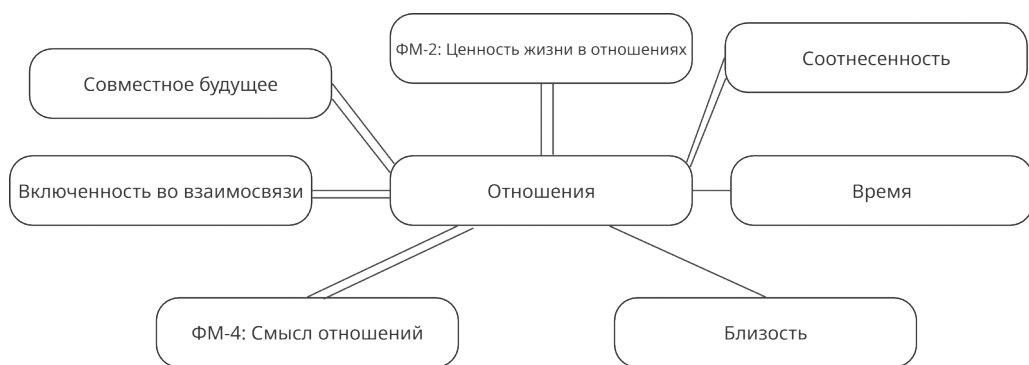 ФМ-2: Ценность жизни в отношениях
Соотнесенность
Совместное будущее
Включенность во взаимосвязи
Отношения
Время
ФМ-4: Смысл отношений
Близость